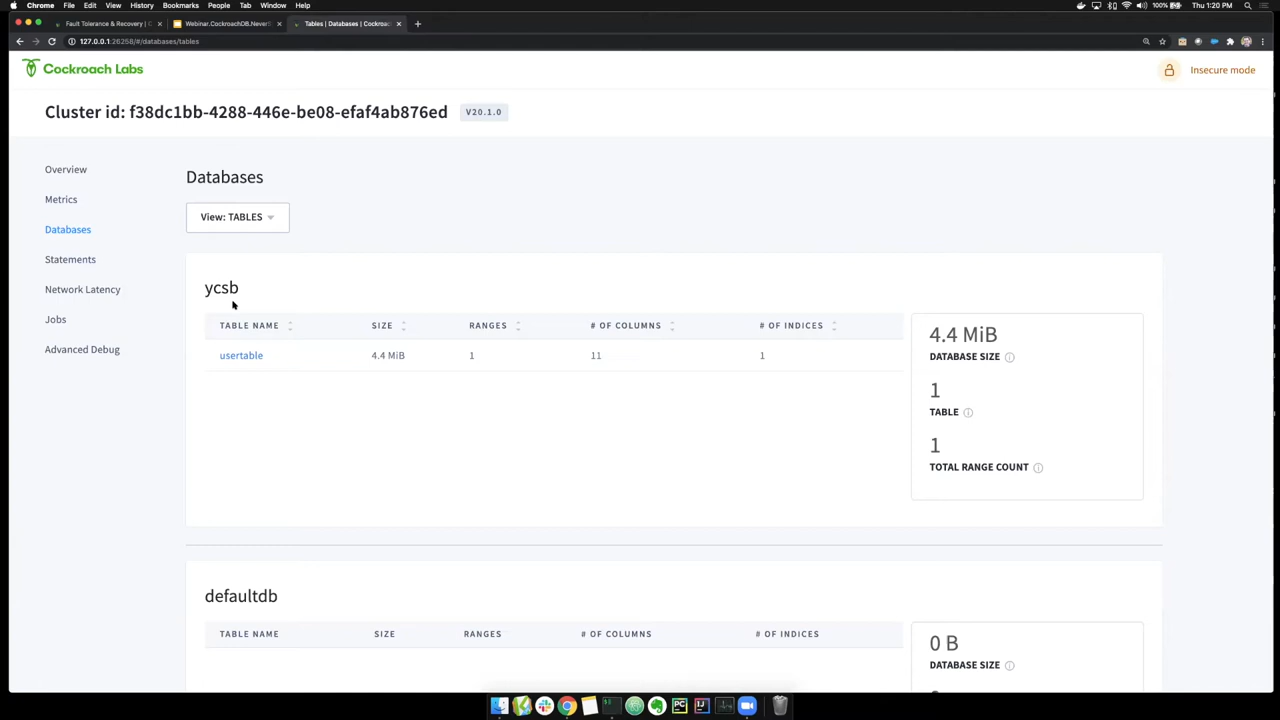 Chrome File Edit View History Bookmarks People Tab Window Help 100% Thu 1:20 PM
Fault Tolerance & Recovery | C Webinar.CockroachDB.NeverS Tables | Databases | Cockroac
127.0.0.1:26258/#/databases/tables
Cockroach Labs Insecure mode
Cluster id: f38dc1bb-4288-446e-be08-efaf4ab876ed V20.1.0
Overview
Metrics
Databases
Statements
Network Latency
Jobs
Advanced Debug
Databases
View: TABLES
ycsb
TABLE NAME SIZE RANGES # OF COLUMNS # OF INDICES
usertable 4.4 MiB 1 11 1
4.4 MiB
DATABASE SIZE
1
TABLE
1
TOTAL RANGE COUNT
defaultdb
TABLE NAME SIZE RANGES # OF COLUMNS # OF INDICES
0 B
DATABASE SIZE